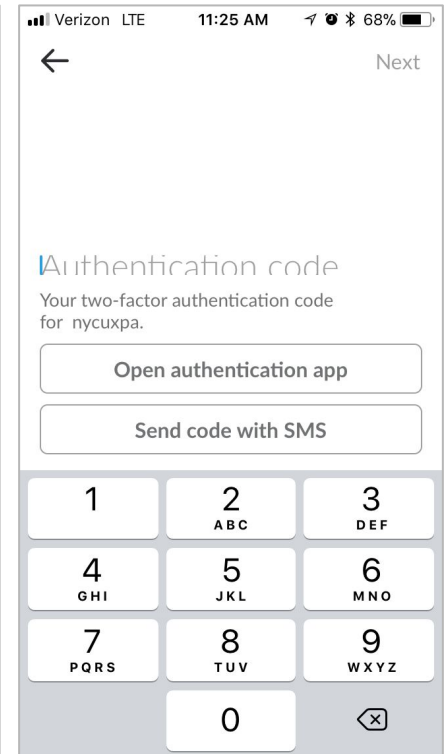 Verizon LTE 11:25 AM 68%
Next
Authentication code
Your two-factor authentication code
for nycuxpa.
Open authentication app
Send code with SMS
1 2 3
ABC DEF
4 5 6
GHI JKL MNO
7 8 9
PQRS TUV WXYZ
0